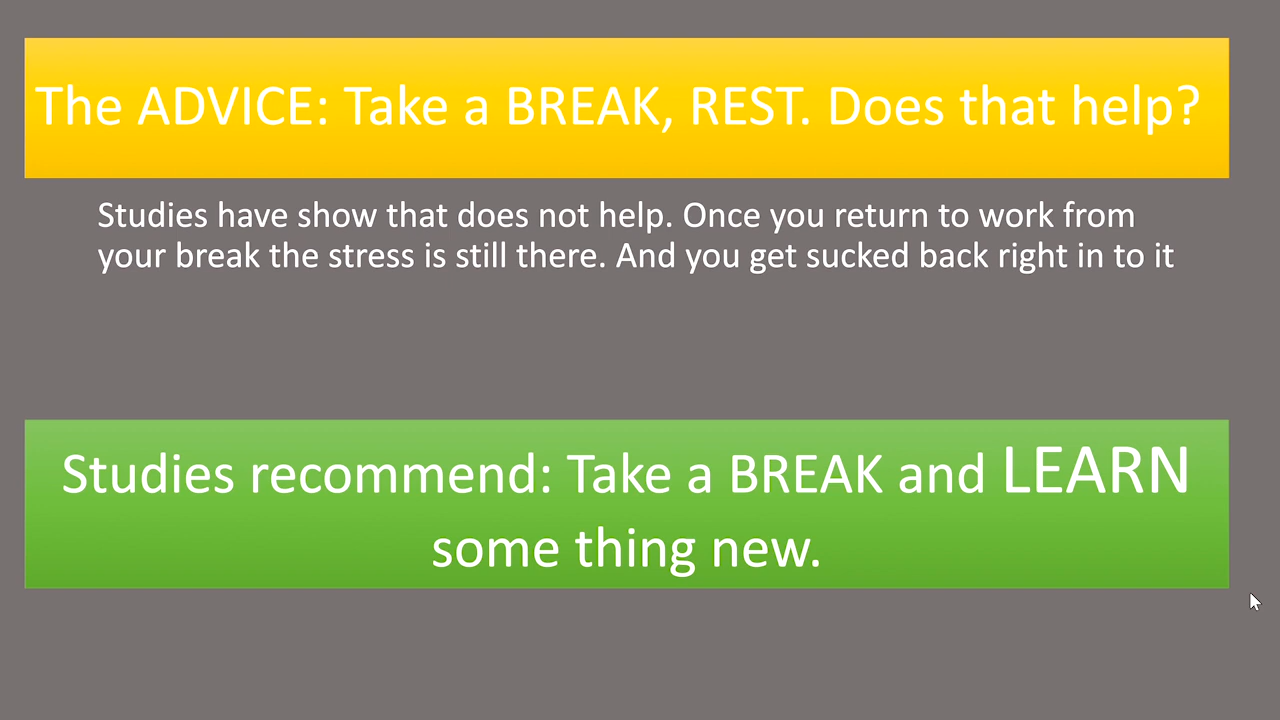 The ADVICE: Take a BREAK, REST. Does that help?
Studies have show that does not help. Once you return to work from
your break the stress is still there. And you get sucked back right in to it
Studies recommend: Take a BREAK and LEARN
some thing new.